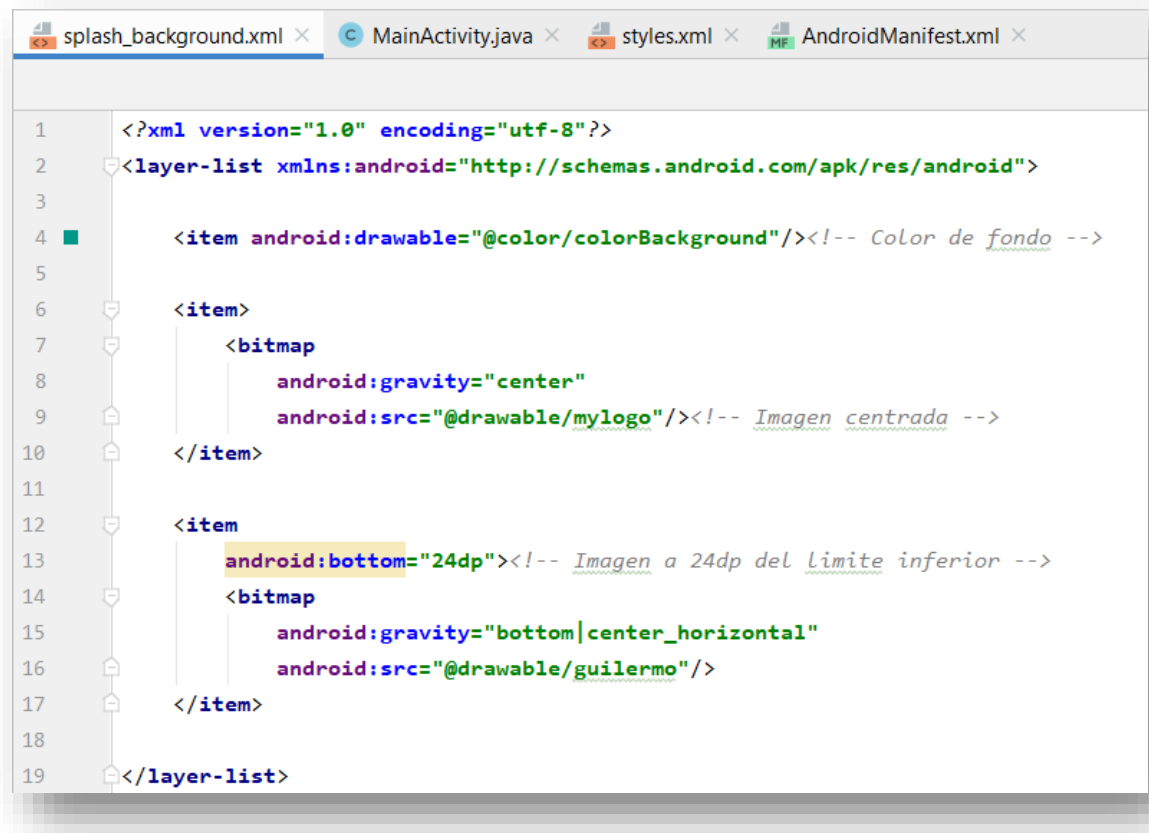 splash_background.xml × C MainActivity.java × styles.xml × MF AndroidManifest.xml ×
1 <?xml version="1.0" encoding="utf-8"?>
2 <layer-list xmlns:android="http://schemas.android.com/apk/res/android">
3
4 <item android:drawable="@color/colorBackground"/><!-- Color de fondo -->
5
6 <item>
7 <bitmap
8 android:gravity="center"
9 android:src="@drawable/mylogo"/><!-- Imagen centrada -->
10 </item>
11
12 <item
13 android:bottom="24dp"><!-- Imagen a 24dp del limite inferior -->
14 <bitmap
15 android:gravity="bottom|center_horizontal"
16 android:src="@drawable/guilermo"/>
17 </item>
18
19 </layer-list>